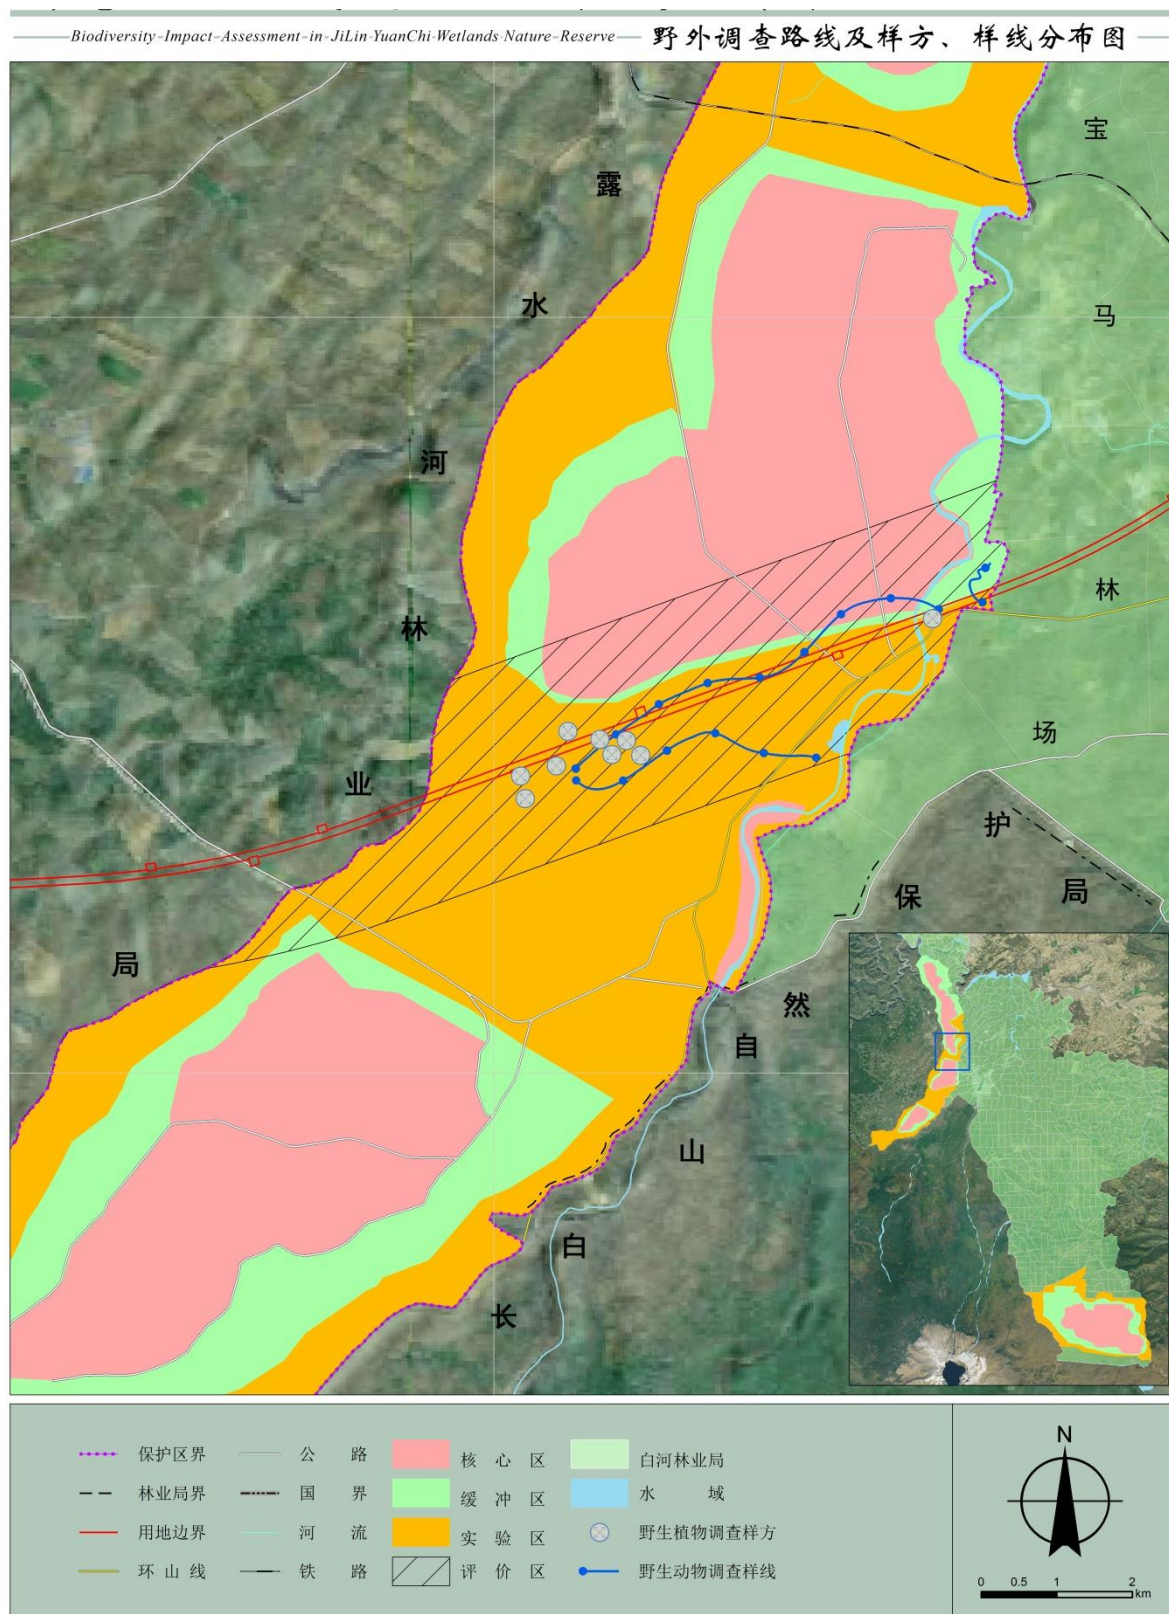 Biodiversity-Impact-Assessment-in-JiLin-YuanChi-Wetlands-Nature-Reserve
野外调查路线及样方、样线分布图
露水河林业局
宝马林场
长白山自然保护局
保护区界
公路
核心区
白河林业局
林业局界
国界
缓冲区
水域
用地边界
河流
实验区
野生植物调查样方
环山线
铁路
评价区
野生动物调查样线
N
0 0.5 1 2
km